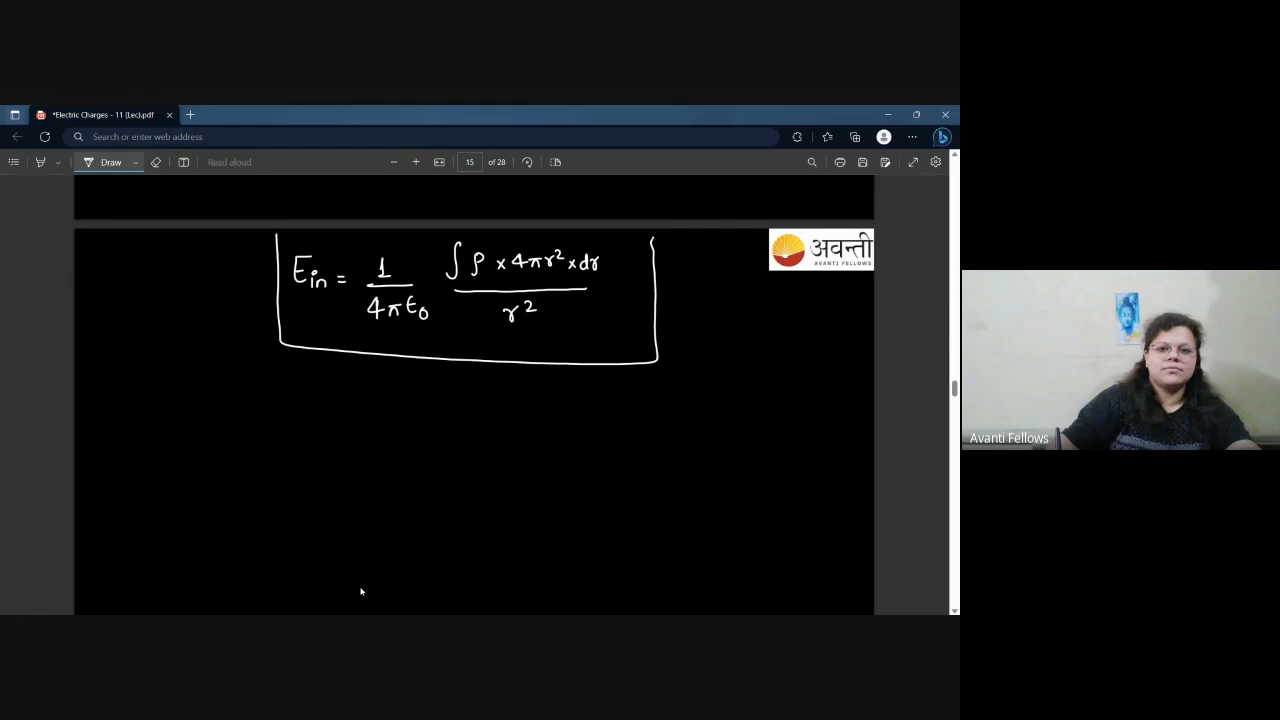 *Electric Charges - 11 (Lec).pdf
Search or enter web address
Draw
Read aloud
15 of 28
अवन्ती
AVANTI FELLOWS
E_in = 1/(4πε₀) ∫ρ × 4πr² × dr / r²
Avanti Fellows